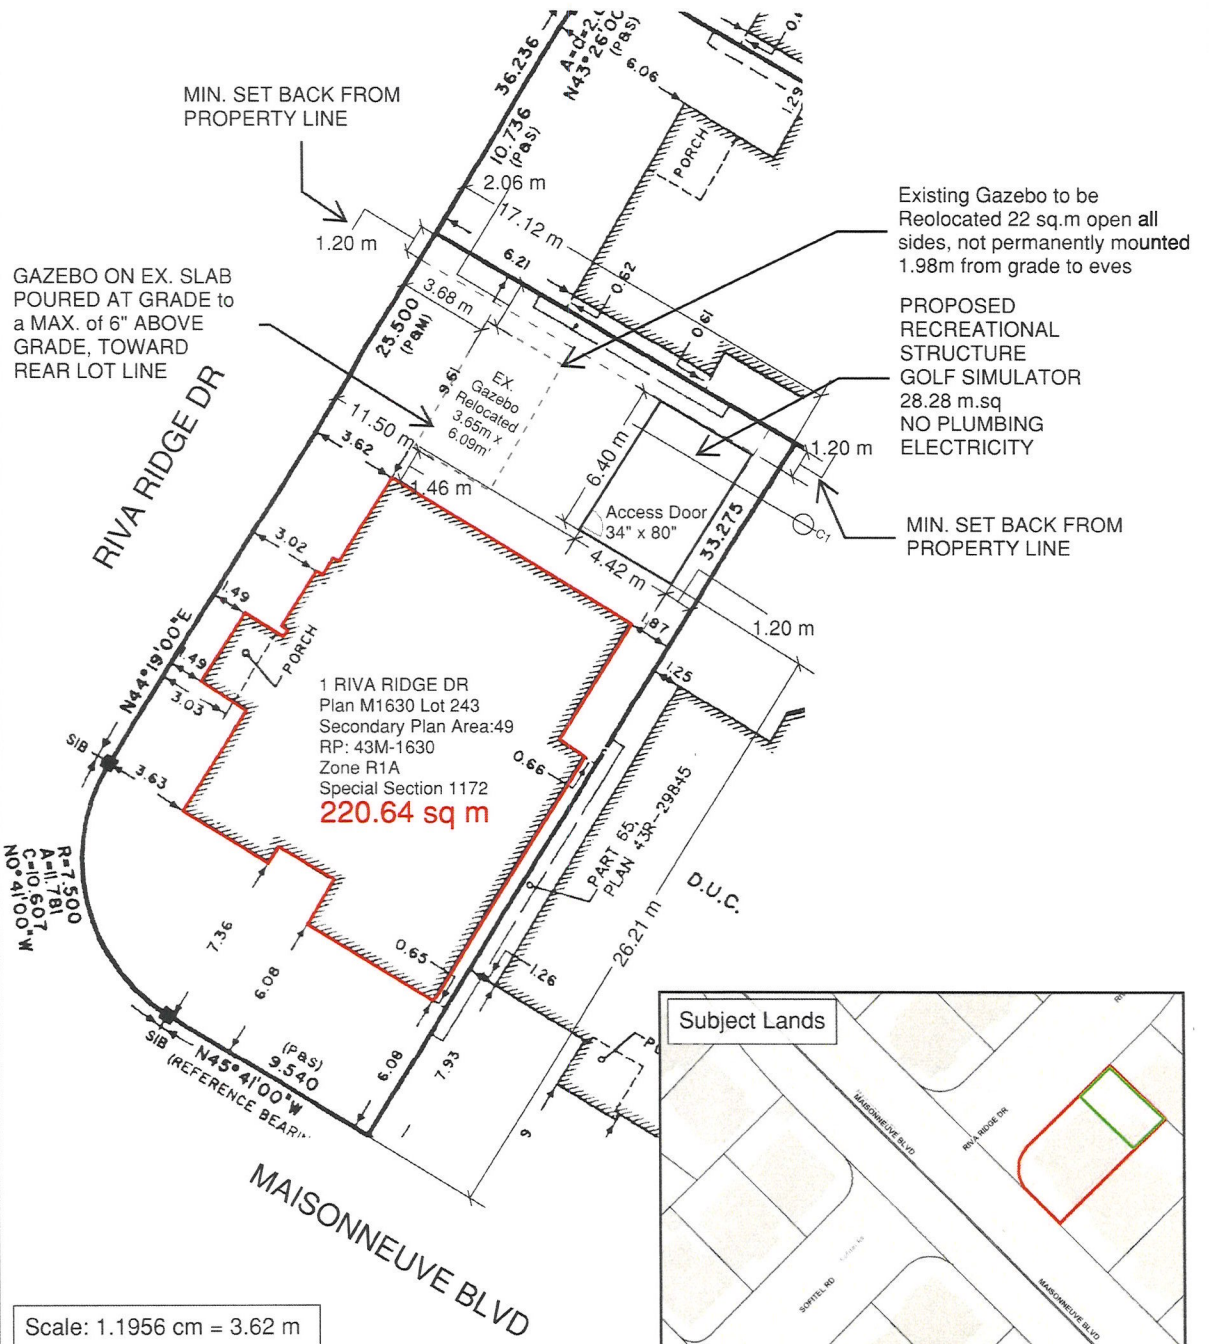 36.236
A=C=2.0
N43°26'00
(P&S)
10.736
(P&S)
6.06
1.29
PORCH
MIN. SET BACK FROM
PROPERTY LINE
2.06 m
17.12 m
1.20 m
6.21
0.62
0.61
Existing Gazebo to be
Reolocated 22 sq.m open all
sides, not permanently mounted
1.98m from grade to eves
GAZEBO ON EX. SLAB
POURED AT GRADE to
a MAX. of 6" ABOVE
GRADE, TOWARD
REAR LOT LINE
3.68 m
25.500
(P&M)
9.61
EX.
Gazebo
Relocated
3.65m x
6.09m'
PROPOSED
RECREATIONAL
STRUCTURE
GOLF SIMULATOR
28.28 m.sq
NO PLUMBING
ELECTRICITY
RIVA RIDGE DR
11.50 m
3.62
1.46 m
6.40 m
1.20 m
Access Door
34" x 80"
33.275
C1
MIN. SET BACK FROM
PROPERTY LINE
4.42 m
3.02
1.49
1.87
1.20 m
N44°19'00"E
PORCH
1.49
3.03
1.25
1 RIVA RIDGE DR
Plan M1630 Lot 243
Secondary Plan Area:49
RP: 43M-1630
Zone R1A
Special Section 1172
220.64 sq m
SIB
3.63
0.66
PART 65,
PLAN 43R-29845
D.U.C.
R=7.500
A=11.781
C=10.607
N0°41'00"W
7.36
6.08
0.65
26.21 m
1.26
SIB
N45°41'00"W
(REFERENCE BEARIN
(P&S)
9.540
6.08
7.93
9
MAISONNEUVE BLVD
Subject Lands
MAISONNEUVE BLVD
RIVA RIDGE DR
SOFITEL RD
MAISONNEUVE BLVD
Scale: 1.1956 cm = 3.62 m